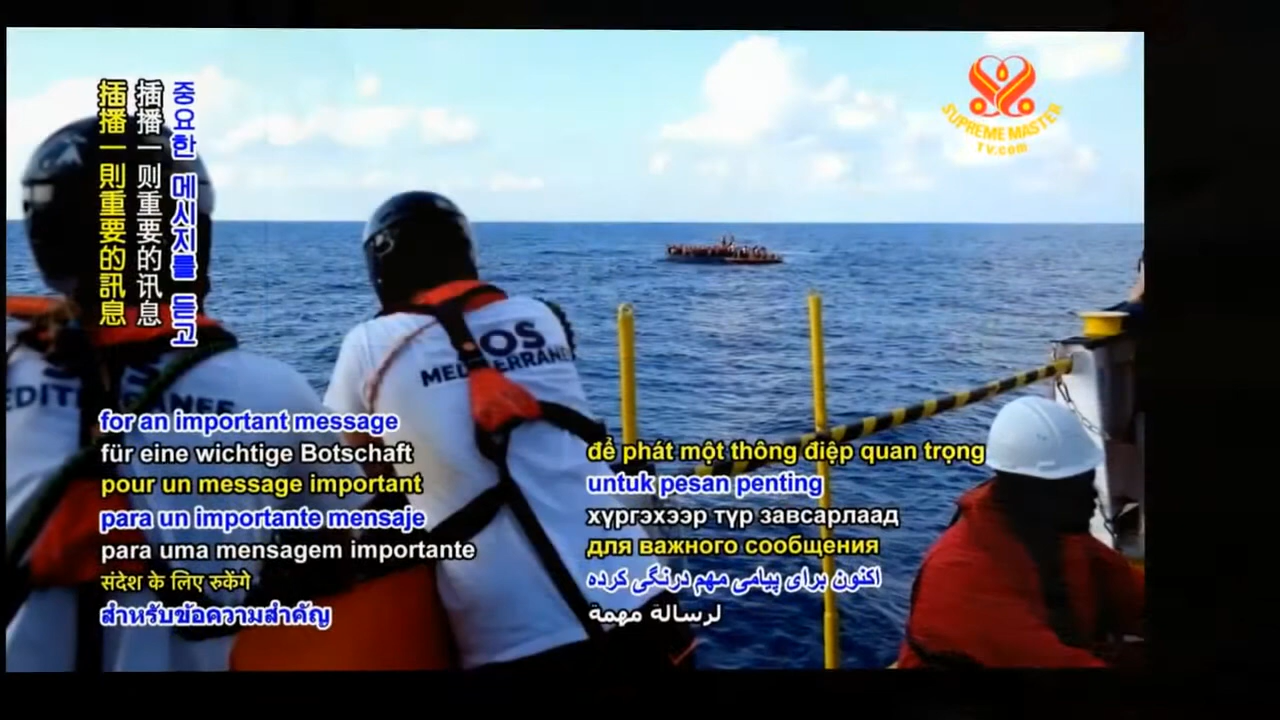 插播一則重要的訊息
插播一则重要的讯息
중요한 메시지를 듣고
SUPREME MASTER
TV.com
SOS
MEDITERRANEE
EDITERRANEE
for an important message
für eine wichtige Botschaft
pour un message important
para un importante mensaje
para uma mensagem importante
संदेश के लिए रुकेंगे
สำหรับข้อความสำคัญ
để phát một thông điệp quan trọng
untuk pesan penting
хүргэхээр түр завсарлаад
для важного сообщения
اکنون برای پیامی مهم درنگی کرده
لرسالة مهمة